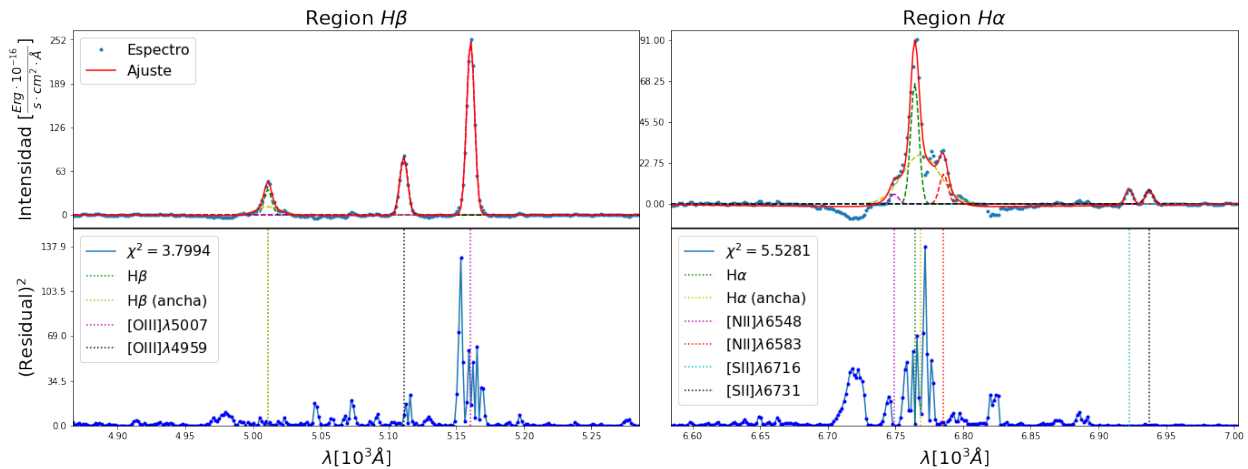 Region Hβ
Region Hα
Intensidad [Erg · 10⁻¹⁶ / s · cm² · Å]
252
189
126
63
0
Espectro
Ajuste
91.00
68.25
45.50
22.75
0.00
(Residual)²
137.9
103.5
69.0
34.5
0.0
χ² = 3.7994
Hβ
Hβ (ancha)
[OIII]λ5007
[OIII]λ4959
χ² = 5.5281
Hα
Hα (ancha)
[NII]λ6548
[NII]λ6583
[SII]λ6716
[SII]λ6731
4.90 4.95 5.00 5.05 5.10 5.15 5.20 5.25
6.60 6.65 6.70 6.75 6.80 6.85 6.90 6.95 7.00
λ[10³Å]
λ[10³Å]